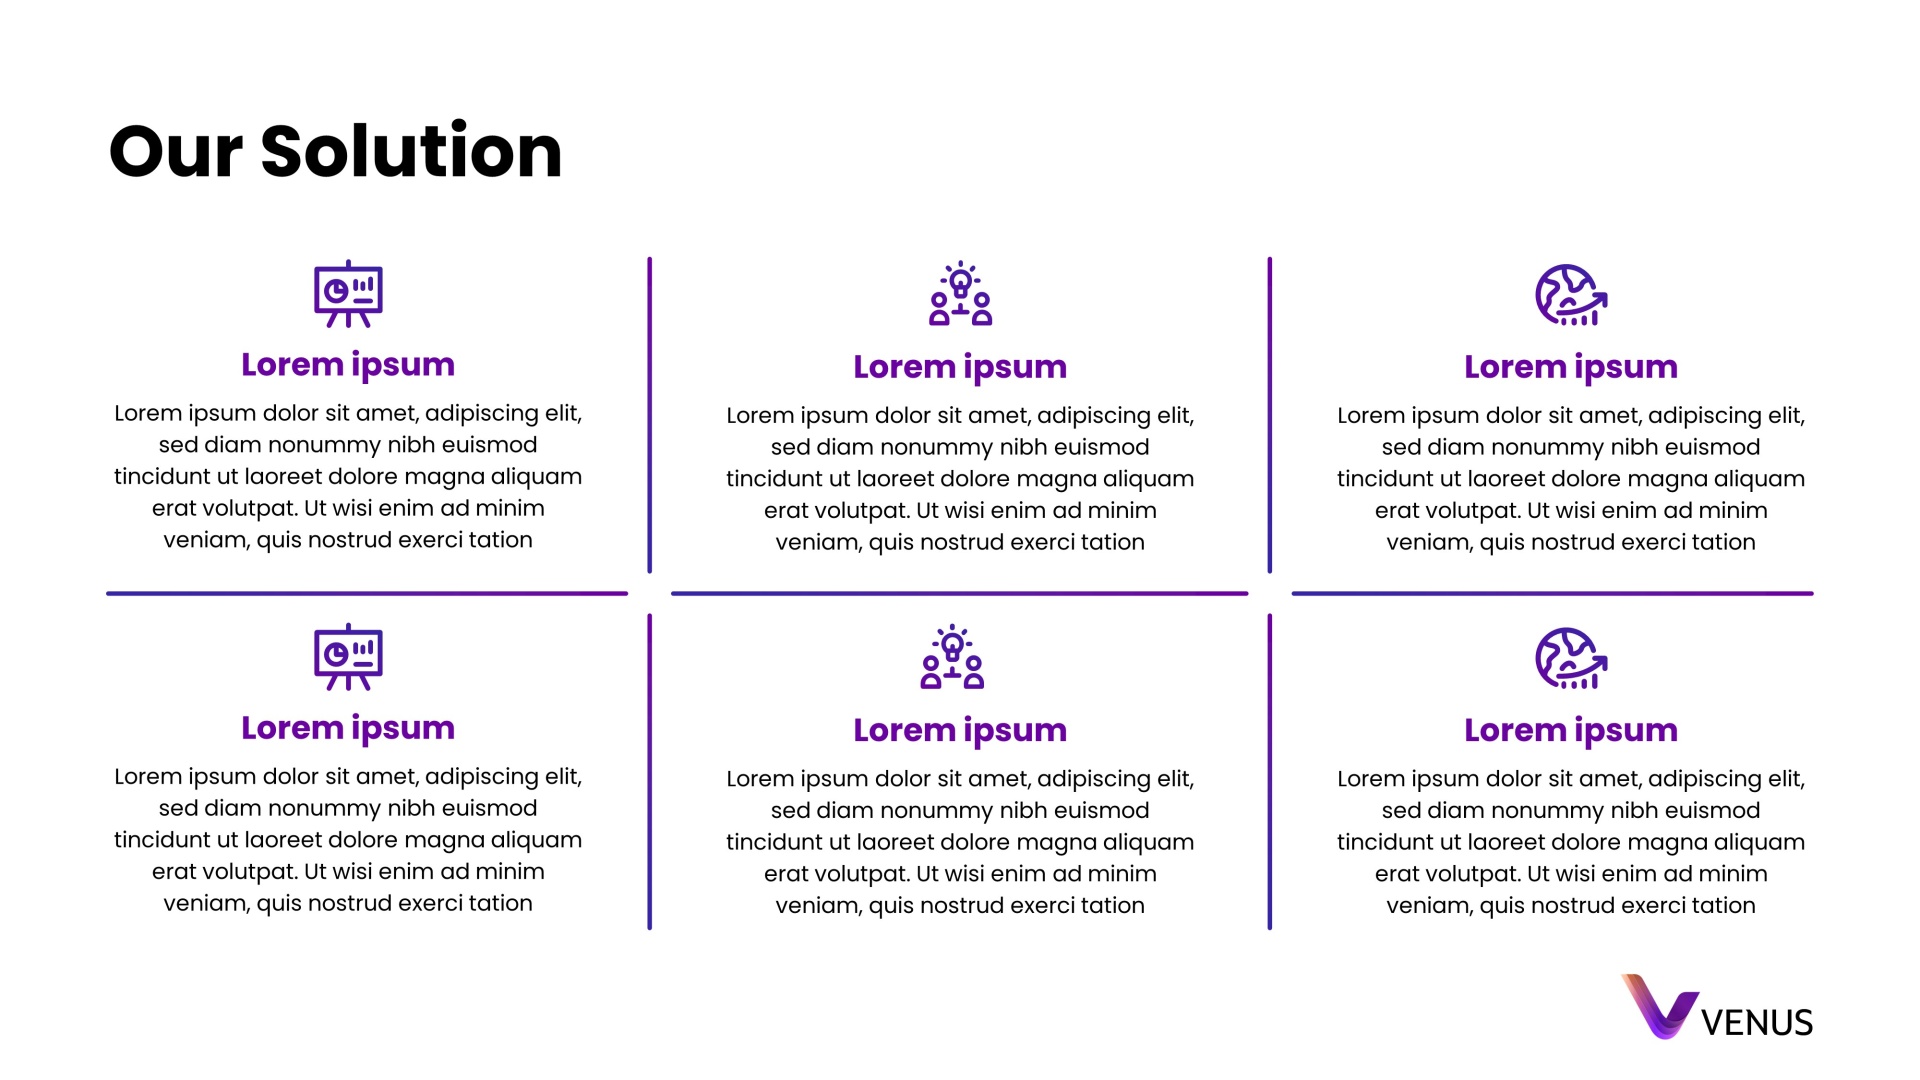 Our Solution
Lorem ipsum
Lorem ipsum dolor sit amet, adipiscing elit,
sed diam nonummy nibh euismod
tincidunt ut laoreet dolore magna aliquam
erat volutpat. Ut wisi enim ad minim
veniam, quis nostrud exerci tation
Lorem ipsum
Lorem ipsum dolor sit amet, adipiscing elit,
sed diam nonummy nibh euismod
tincidunt ut laoreet dolore magna aliquam
erat volutpat. Ut wisi enim ad minim
veniam, quis nostrud exerci tation
Lorem ipsum
Lorem ipsum dolor sit amet, adipiscing elit,
sed diam nonummy nibh euismod
tincidunt ut laoreet dolore magna aliquam
erat volutpat. Ut wisi enim ad minim
veniam, quis nostrud exerci tation
Lorem ipsum
Lorem ipsum dolor sit amet, adipiscing elit,
sed diam nonummy nibh euismod
tincidunt ut laoreet dolore magna aliquam
erat volutpat. Ut wisi enim ad minim
veniam, quis nostrud exerci tation
Lorem ipsum
Lorem ipsum dolor sit amet, adipiscing elit,
sed diam nonummy nibh euismod
tincidunt ut laoreet dolore magna aliquam
erat volutpat. Ut wisi enim ad minim
veniam, quis nostrud exerci tation
Lorem ipsum
Lorem ipsum dolor sit amet, adipiscing elit,
sed diam nonummy nibh euismod
tincidunt ut laoreet dolore magna aliquam
erat volutpat. Ut wisi enim ad minim
veniam, quis nostrud exerci tation
VENUS